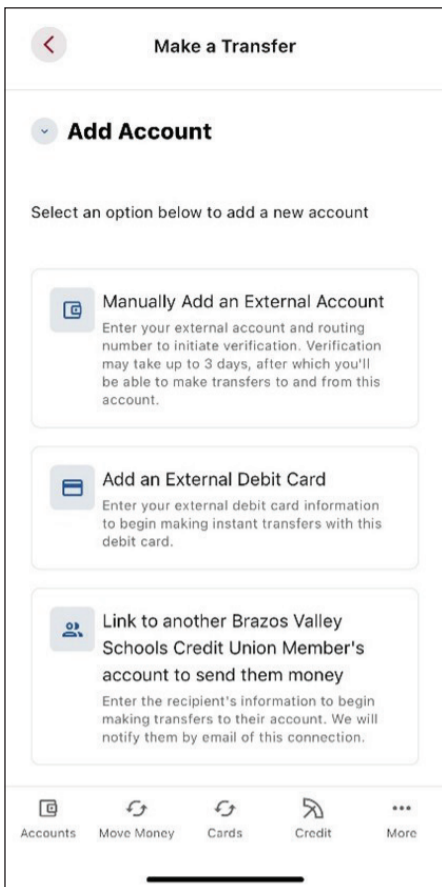 Make a Transfer
Add Account
Select an option below to add a new account
Manually Add an External Account
Enter your external account and routing
number to initiate verification. Verification
may take up to 3 days, after which you'll
be able to make transfers to and from this
account.
Add an External Debit Card
Enter your external debit card information
to begin making instant transfers with this
debit card.
Link to another Brazos Valley
Schools Credit Union Member's
account to send them money
Enter the recipient's information to begin
making transfers to their account. We will
notify them by email of this connection.
Accounts Move Money Cards Credit More